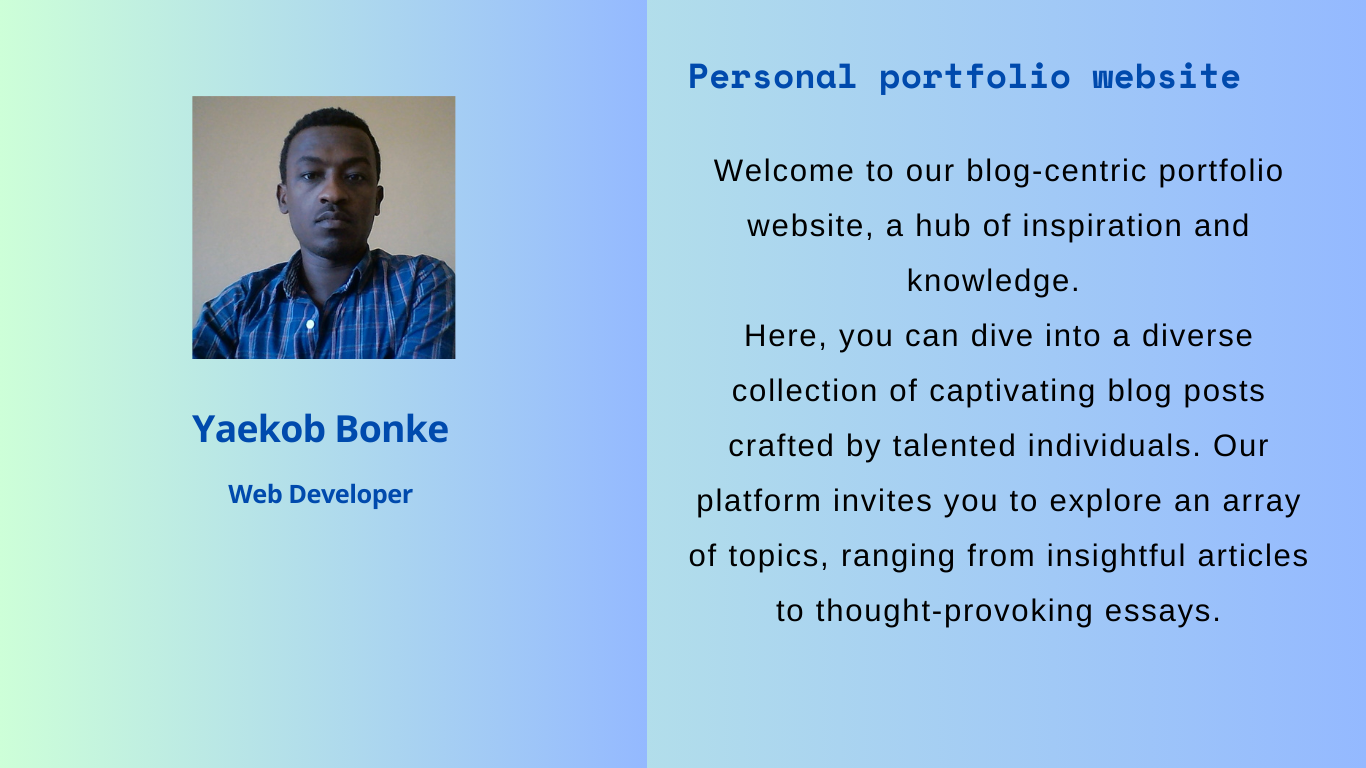 Yaekob Bonke
Web Developer
Personal portfolio website
Welcome to our blog-centric portfolio
website, a hub of inspiration and
knowledge.
Here, you can dive into a diverse
collection of captivating blog posts
crafted by talented individuals. Our
platform invites you to explore an array
of topics, ranging from insightful articles
to thought-provoking essays.